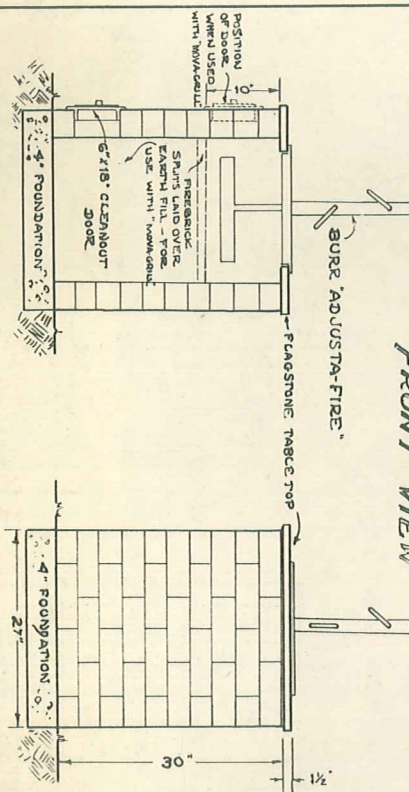 FRONT VIEW
BURR "ADJUSTA-FIRE"
FLAGSTONE TABLE TOP
POSITION
OF DOOR
WHEN USED
WITH "MOVA-GRILL"
10"
FIREBRICK
SPLITS LAID OVER
EARTH FILL - FOR
USE WITH "MOVA-GRILL"
6"x18" CLEANOUT
DOOR
4" FOUNDATION
4" FOUNDATION
27"
30"
1½"